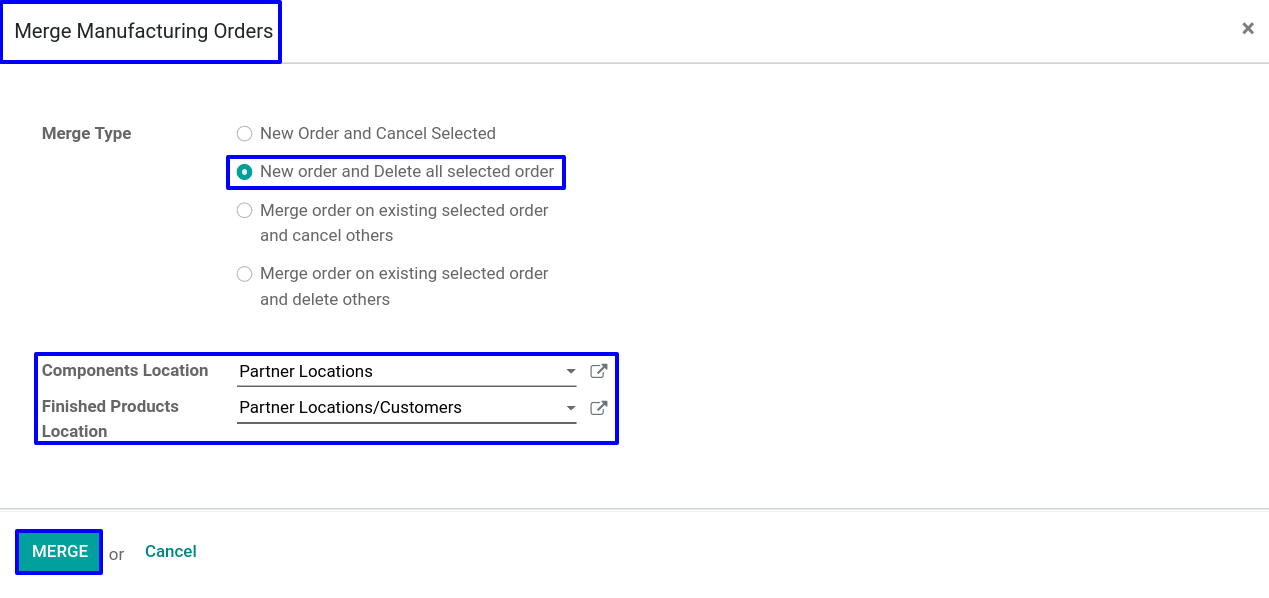 Merge Manufacturing Orders
×
Merge Type
New Order and Cancel Selected
New order and Delete all selected order
Merge order on existing selected order
and cancel others
Merge order on existing selected order
and delete others
Components Location
Partner Locations
Finished Products
Location
Partner Locations/Customers
MERGE or Cancel